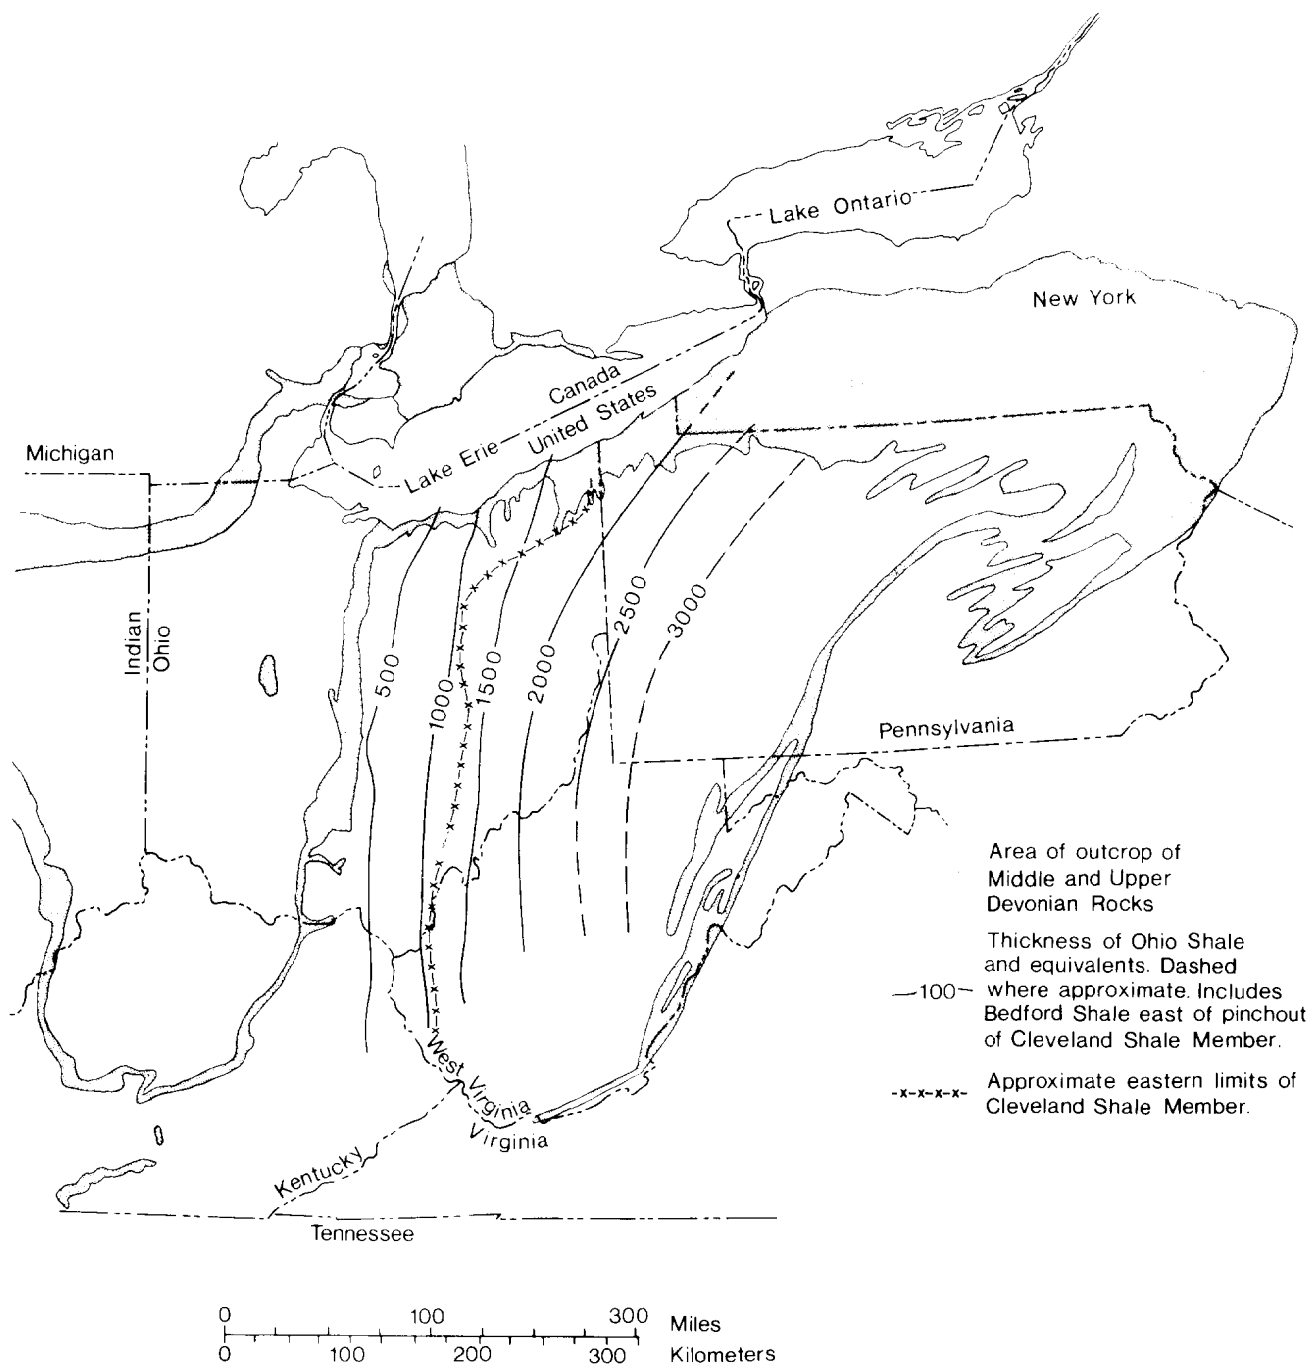 Lake Ontario
New York
Canada
United States
Lake Erie
Michigan
Indian
Ohio
500
1000
1500
2000
2500
3000
Pennsylvania
West Virginia
Virginia
Kentucky
Tennessee
Area of outcrop of
Middle and Upper
Devonian Rocks
Thickness of Ohio Shale
and equivalents. Dashed
—100— where approximate. Includes
Bedford Shale east of pinchout
of Cleveland Shale Member.
-x-x-x-x- Approximate eastern limits of
Cleveland Shale Member.
0 100 300 Miles
0 100 200 300 Kilometers